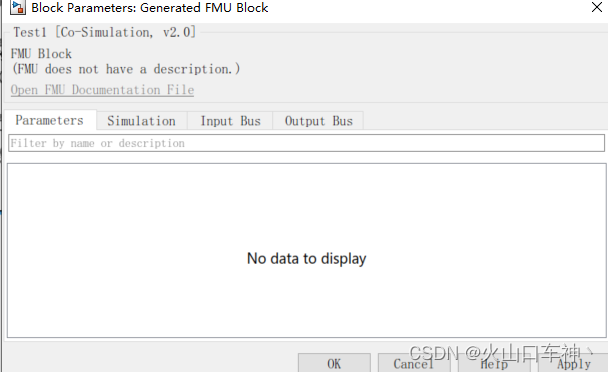 Block Parameters: Generated FMU Block
Test1 [Co-Simulation, v2.0]
FMU Block
(FMU does not have a description.)
Open FMU Documentation File
Parameters Simulation Input Bus Output Bus
Filter by name or description
No data to display
OK Cancel Help Apply
CSDN @火山口车神丶